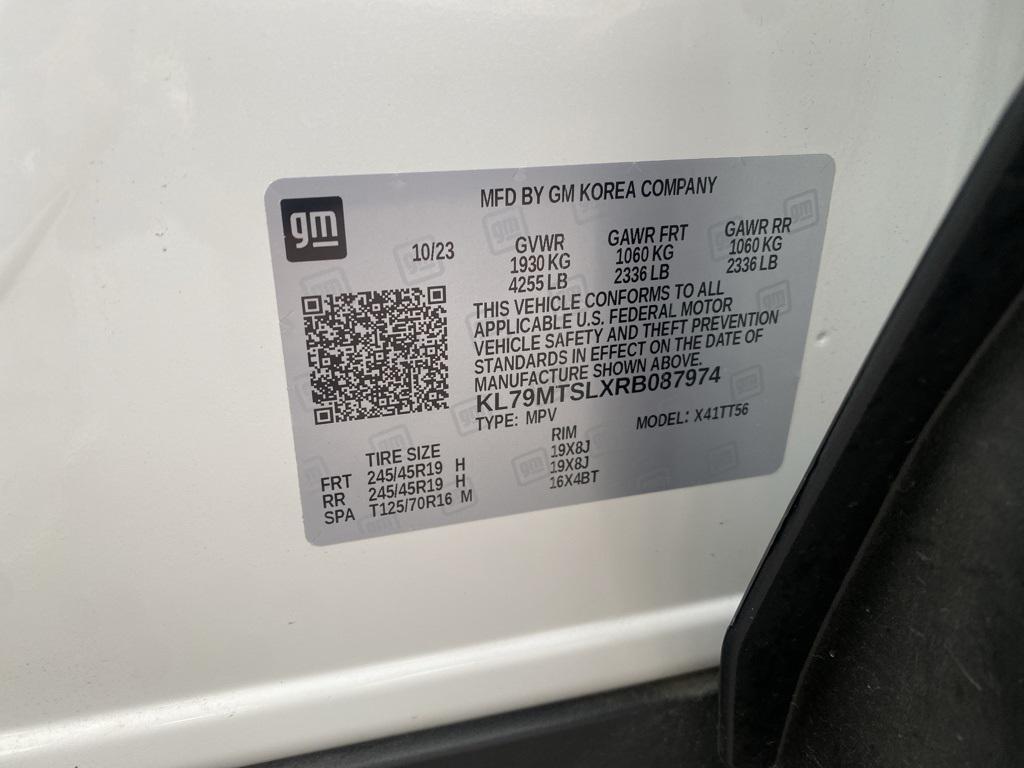 MFD BY GM KOREA COMPANY
gm
10/23
GVWR GAWR FRT GAWR RR
1930 KG 1060 KG 1060 KG
4255 LB 2336 LB 2336 LB
THIS VEHICLE CONFORMS TO ALL
APPLICABLE U.S. FEDERAL MOTOR
VEHICLE SAFETY AND THEFT PREVENTION
STANDARDS IN EFFECT ON THE DATE OF
MANUFACTURE SHOWN ABOVE.
KL79MTSLXRB087974
TYPE: MPV MODEL: X41TT56
TIRE SIZE RIM
FRT 245/45R19 H 19X8J
RR 245/45R19 H 19X8J
SPA T125/70R16 M 16X4BT